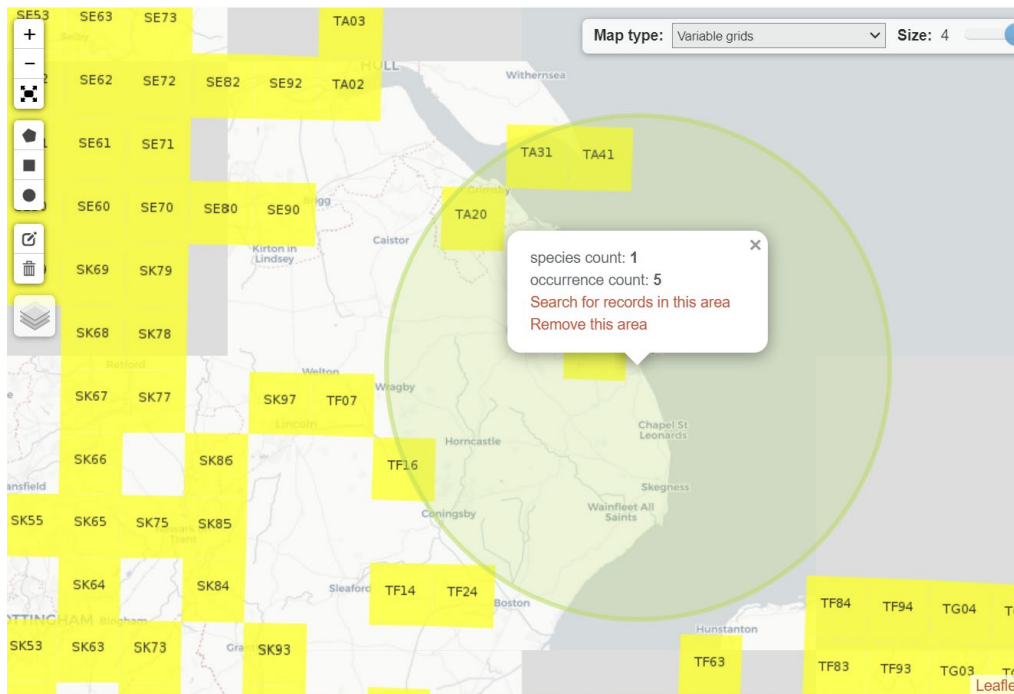 SE53 SE63 SE73 TA03
Map type: Variable grids Size: 4
+
−
SE62 SE72 SE82 SE92 TA02
HULL
Withernsea
SE61 SE71
TA31 TA41
SE60 SE70 SE80 SE90
Brigg
Grimsby
TA20
Caistor
Kirton in
Lindsey
SK69 SK79
species count: 1
occurrence count: 5
Search for records in this area
Remove this area
×
SK68 SK78
Retford
Welton
SK67 SK77 SK97 TF07
Wragby
Lincoln
Chapel St
Leonards
Horncastle
SK66 SK86 TF16
ansfield
Skegness
Wainfleet All
Saints
Coningsby
SK55 SK65 SK75 SK85
Newark
Trent
SK64 SK84
Sleaford
TF14 TF24
Boston
TF84 TF94 TG04 T
OTTINGHAM Bingham
Hunstanton
SK53 SK63 SK73 SK93
TF63 TF83 TF93 TG03
Leafle